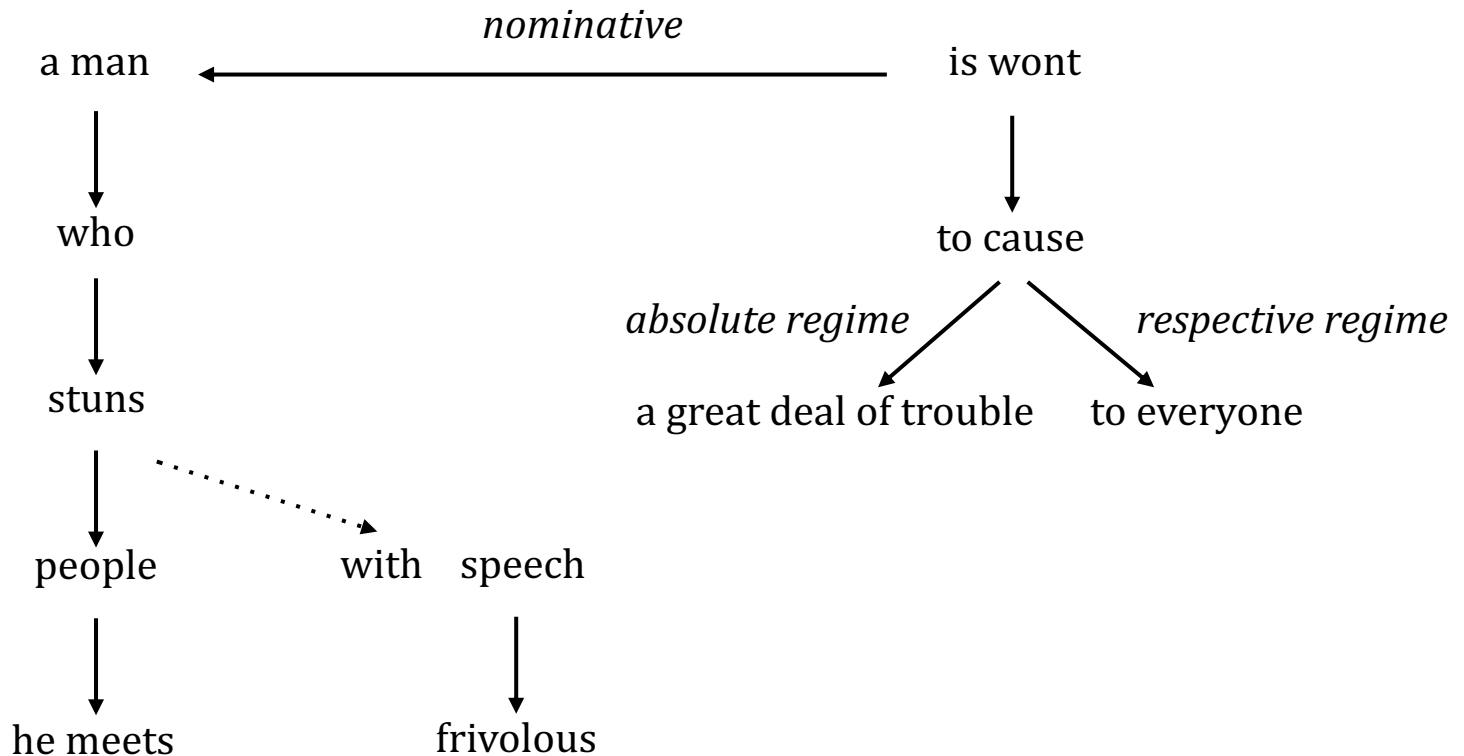 nominative
a man
is wont
who
to cause
absolute regime
respective regime
stuns
a great deal of trouble
to everyone
people
with
speech
he meets
frivolous